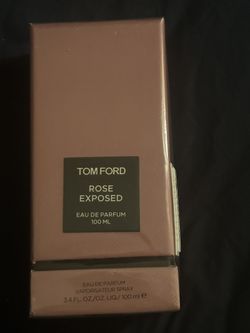 TOM FORD
ROSE
EXPOSED
EAU DE PARFUM
100 ML
EAU DE PARFUM
VAPORISATEUR SPRAY
3.4 FL.OZ/OZ.LIQ/100 ml ℮